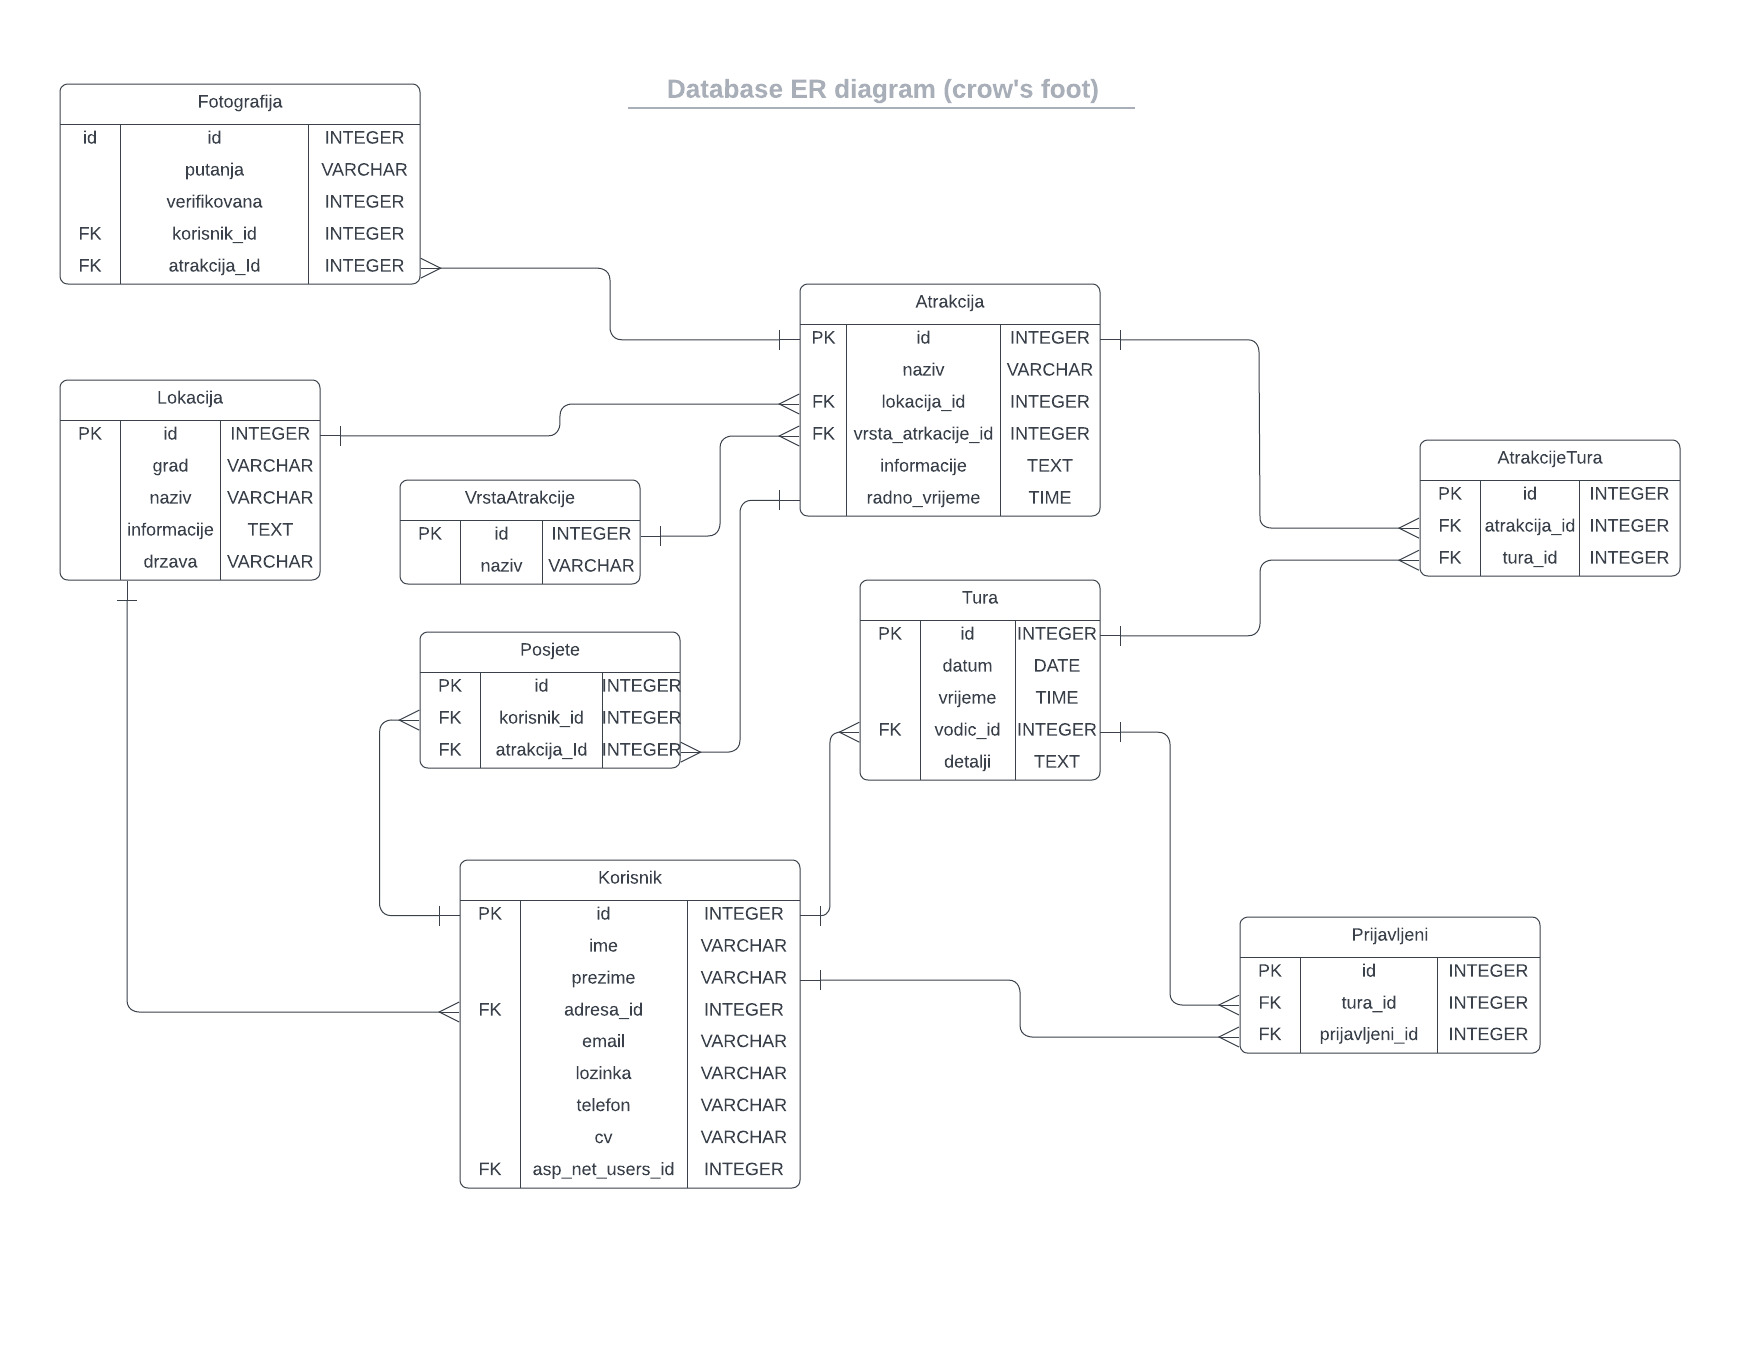 Database ER diagram (crow's foot)
Fotografija
id id INTEGER
putanja VARCHAR
verifikovana INTEGER
FK korisnik_id INTEGER
FK atrakcija_Id INTEGER
Atrakcija
PK id INTEGER
naziv VARCHAR
FK lokacija_id INTEGER
FK vrsta_atrkacije_id INTEGER
informacije TEXT
radno_vrijeme TIME
Lokacija
PK id INTEGER
grad VARCHAR
naziv VARCHAR
informacije TEXT
drzava VARCHAR
VrstaAtrakcije
PK id INTEGER
naziv VARCHAR
AtrakcijeTura
PK id INTEGER
FK atrakcija_id INTEGER
FK tura_id INTEGER
Tura
PK id INTEGER
datum DATE
vrijeme TIME
FK vodic_id INTEGER
detalji TEXT
Posjete
PK id INTEGER
FK korisnik_id INTEGER
FK atrakcija_Id INTEGER
Korisnik
PK id INTEGER
ime VARCHAR
prezime VARCHAR
FK adresa_id INTEGER
email VARCHAR
lozinka VARCHAR
telefon VARCHAR
cv VARCHAR
FK asp_net_users_id INTEGER
Prijavljeni
PK id INTEGER
FK tura_id INTEGER
FK prijavljeni_id INTEGER